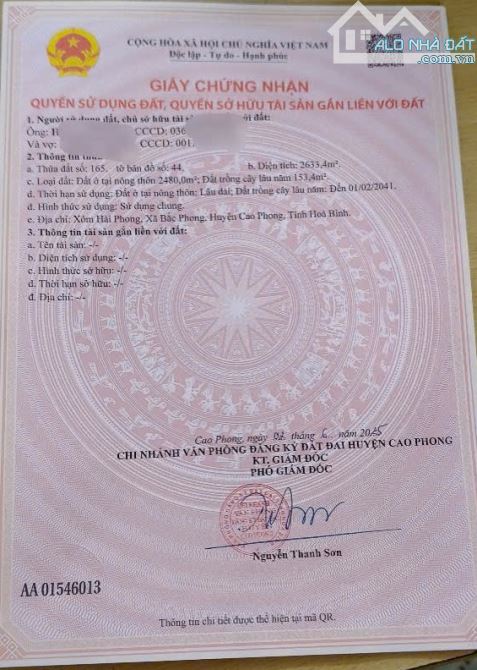 CỘNG HÒA XÃ HỘI CHỦ NGHĨA VIỆT NAM
Độc lập - Tự do - Hạnh phúc
ALO NHÀ ĐẤT
.com.vn
GIẤY CHỨNG NHẬN
QUYỀN SỬ DỤNG ĐẤT, QUYỀN SỞ HỮU TÀI SẢN GẮN LIỀN VỚI ĐẤT
1. Người sử dụng đất, chủ sở hữu tài với đất:
Ông: CCCD: 036
Và vợ: CCCD: 001
2. Thông tin thửa
a. Thửa đất số: 165, tờ bản đồ số: 44, b. Diện tích: 2633,4m².
c. Loại đất: Đất ở tại nông thôn 2480,0m²; Đất trồng cây lâu năm 153,4m².
d. Thời hạn sử dụng: Đất ở tại nông thôn: Lâu dài; Đất trồng cây lâu năm: Đến 01/02/2041.
đ. Hình thức sử dụng: Sử dụng chung.
e. Địa chỉ: Xóm Hải Phong, Xã Bắc Phong, Huyện Cao Phong, Tỉnh Hoà Bình.
3. Thông tin tài sản gắn liền với đất:
a. Tên tài sản: -/-
b. Diện tích sử dụng: -/-
c. Hình thức sở hữu: -/-
d. Thời hạn sở hữu: -/-
đ. Địa chỉ: -/-
Cao Phong, ngày tháng năm 2025
CHI NHÁNH VĂN PHÒNG ĐĂNG KÝ ĐẤT ĐAI HUYỆN CAO PHONG
KT. GIÁM ĐỐC
PHÓ GIÁM ĐỐC
Nguyễn Thanh Sơn
AA 01546013
Thông tin chi tiết được thể hiện tại mã QR.